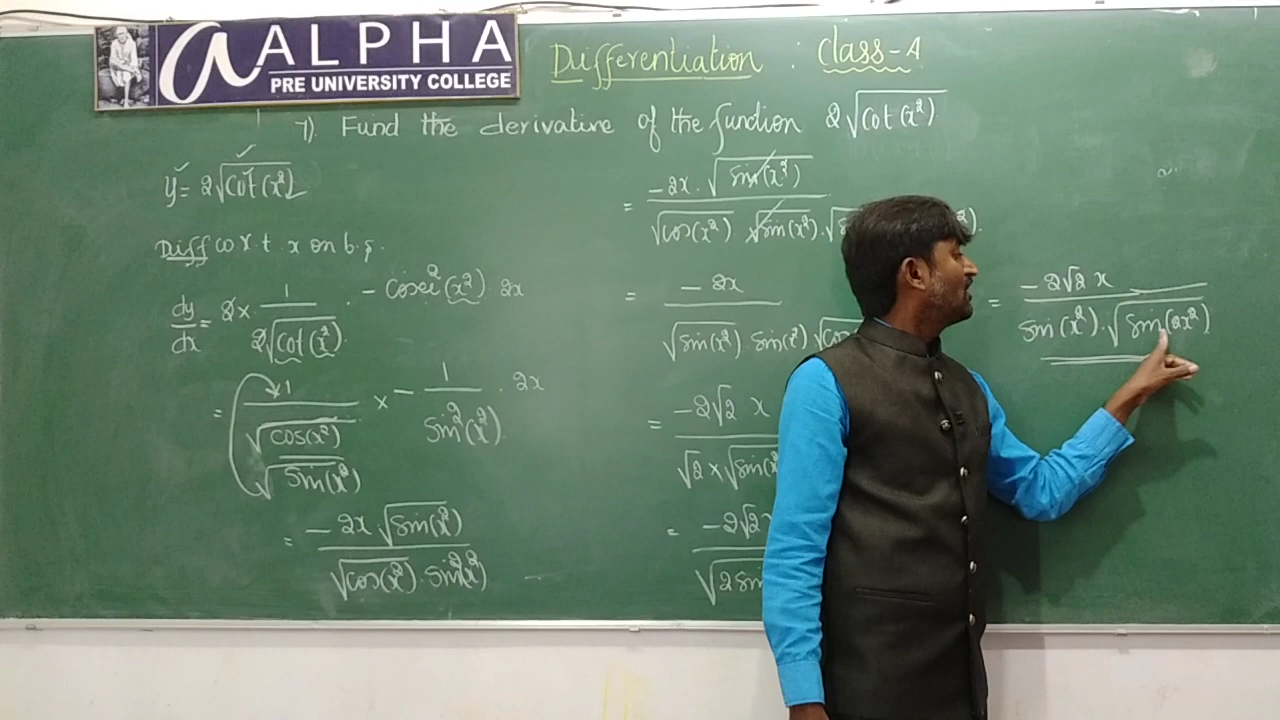 ALPHA
PRE UNIVERSITY COLLEGE
Differentiation : Class-A
7). Find the derivative of the function 2√cot(x²)
y = 2√cot(x²)
Diff w.r.t. x on b.s.
dy/dx = 2 × 1/(2√cot(x²)) · - cosec²(x²) · 2x
= 1/(√cos(x²)/√sin(x²)) × - 1/sin²(x²) · 2x
= -2x √sin(x²) / (√cos(x²) · sin²(x²))
= -2x · √sin(x²) / (√cos(x²) √sin(x²) ·
= -2x / (√sin(x²) · sin(x²)
= -2√2 x / (√2 × √sin(x²
= -2√2 / (√2 sin
= -2√2 x / (sin(x²) · √sin(2x²))